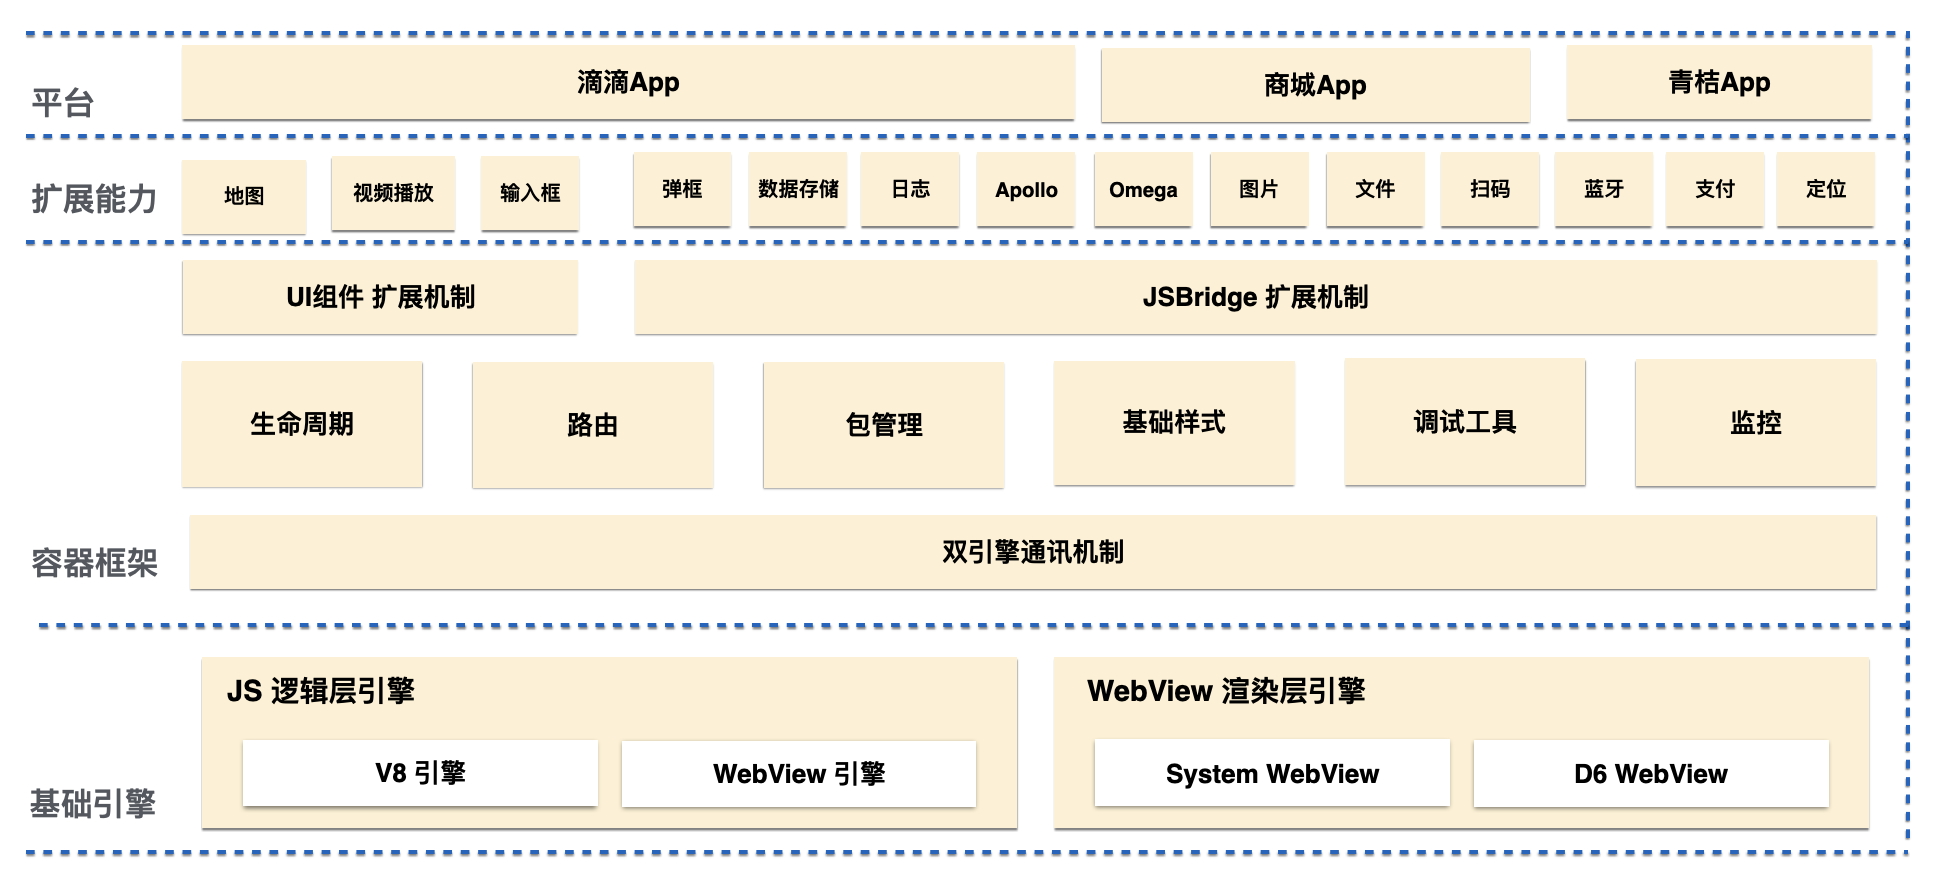 平台
滴滴App
商城App
青桔App
扩展能力
地图
视频播放
输入框
弹框
数据存储
日志
Apollo
Omega
图片
文件
扫码
蓝牙
支付
定位
UI组件 扩展机制
JSBridge 扩展机制
生命周期
路由
包管理
基础样式
调试工具
监控
容器框架
双引擎通讯机制
JS 逻辑层引擎
WebView 渲染层引擎
V8 引擎
WebView 引擎
System WebView
D6 WebView
基础引擎